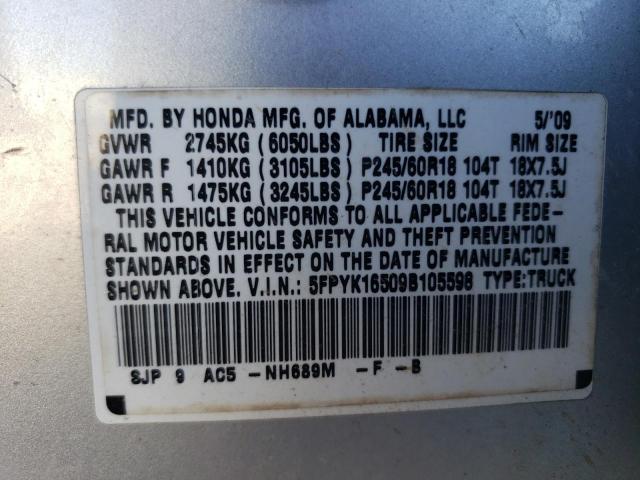 MFD. BY HONDA MFG. OF ALABAMA, LLC 5/'09
GVWR 2745KG (6050LBS) TIRE SIZE RIM SIZE
GAWR F 1410KG (3105LBS) P245/60R18 104T 18X7.5J
GAWR R 1475KG (3245LBS) P245/60R18 104T 18X7.5J
THIS VEHICLE CONFORMS TO ALL APPLICABLE FEDE-
RAL MOTOR VEHICLE SAFETY AND THEFT PREVENTION
STANDARDS IN EFFECT ON THE DATE OF MANUFACTURE
SHOWN ABOVE. V.I.N.: 5FPYK16509B105598 TYPE:TRUCK
SJP 9 AC5 -NH689M -F -B